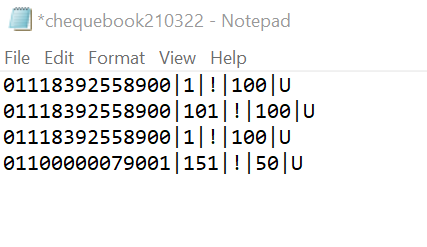 *chequebook210322 - Notepad
File Edit Format View Help
01118392558900|1|!|100|U
01118392558900|101|!|100|U
01118392558900|1|!|100|U
01100000079001|151|!|50|U